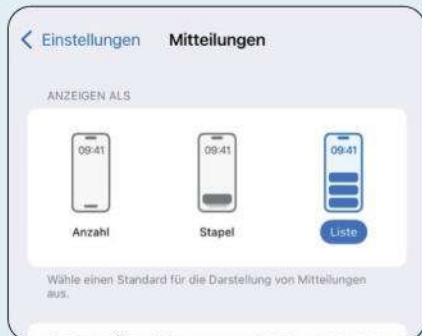 Einstellungen Mitteilungen
ANZEIGEN ALS
09:41 09:41 09:41
Anzahl Stapel Liste
Wähle einen Standard für die Darstellung von Mitteilungen
aus.